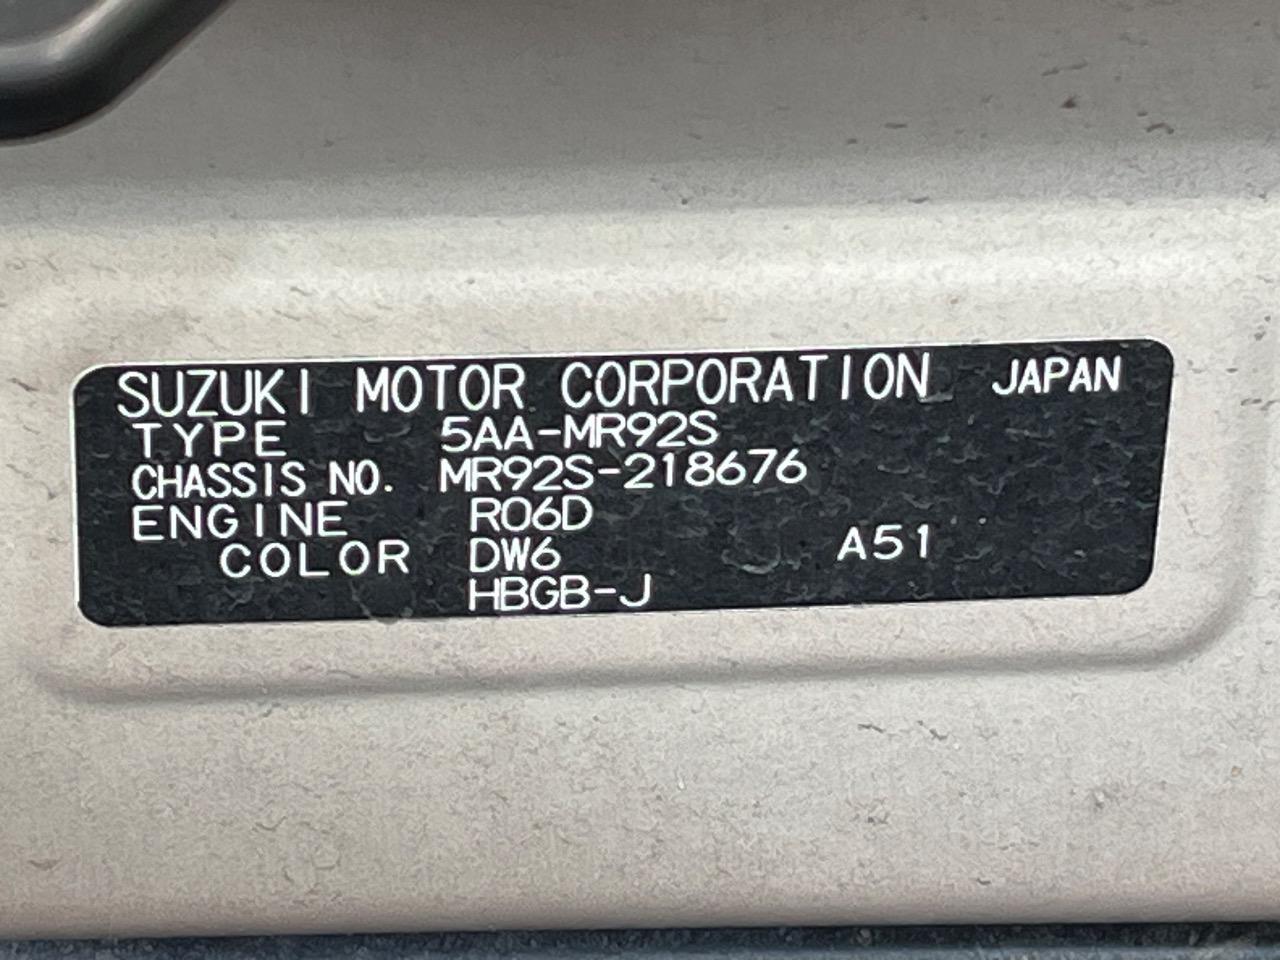 SUZUKI MOTOR CORPORATION JAPAN
TYPE 5AA-MR92S
CHASSIS NO. MR92S-218676
ENGINE R06D
COLOR DW6 A51
HBGB-J